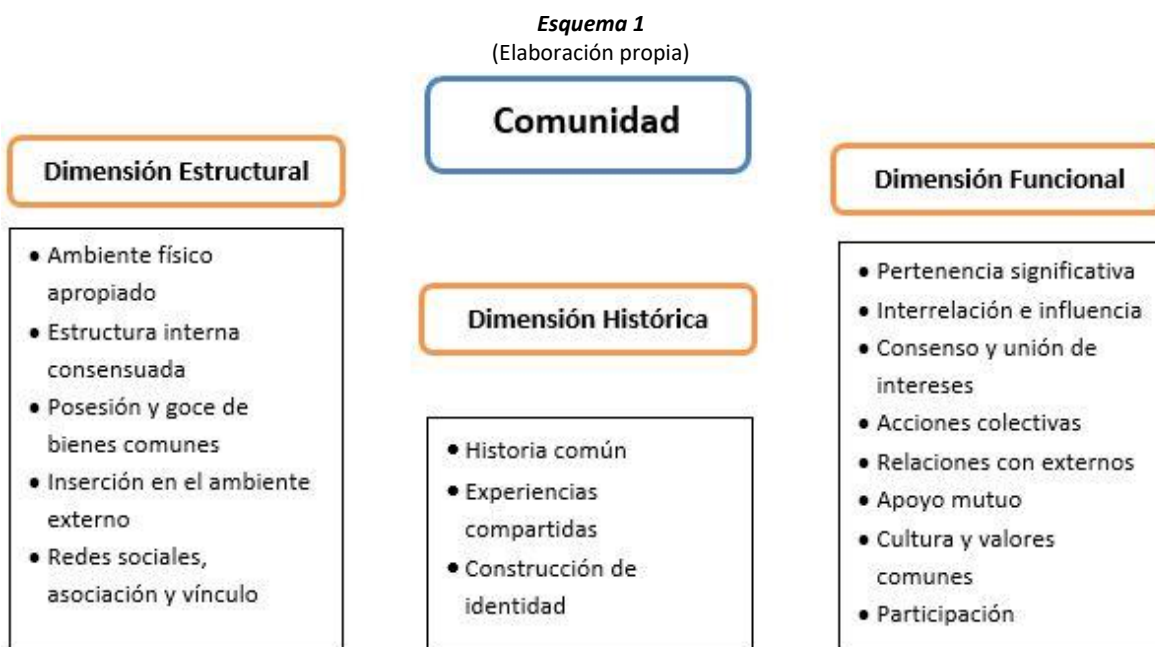 Esquema 1
(Elaboración propia)
Comunidad
Dimensión Estructural
• Ambiente físico
apropiado
• Estructura interna
consensuada
• Posesión y goce de
bienes comunes
• Inserción en el ambiente
externo
• Redes sociales,
asociación y vínculo
Dimensión Histórica
• Historia común
• Experiencias
compartidas
• Construcción de
identidad
Dimensión Funcional
• Pertenencia significativa
• Interrelación e influencia
• Consenso y unión de
intereses
• Acciones colectivas
• Relaciones con externos
• Apoyo mutuo
• Cultura y valores
comunes
• Participación